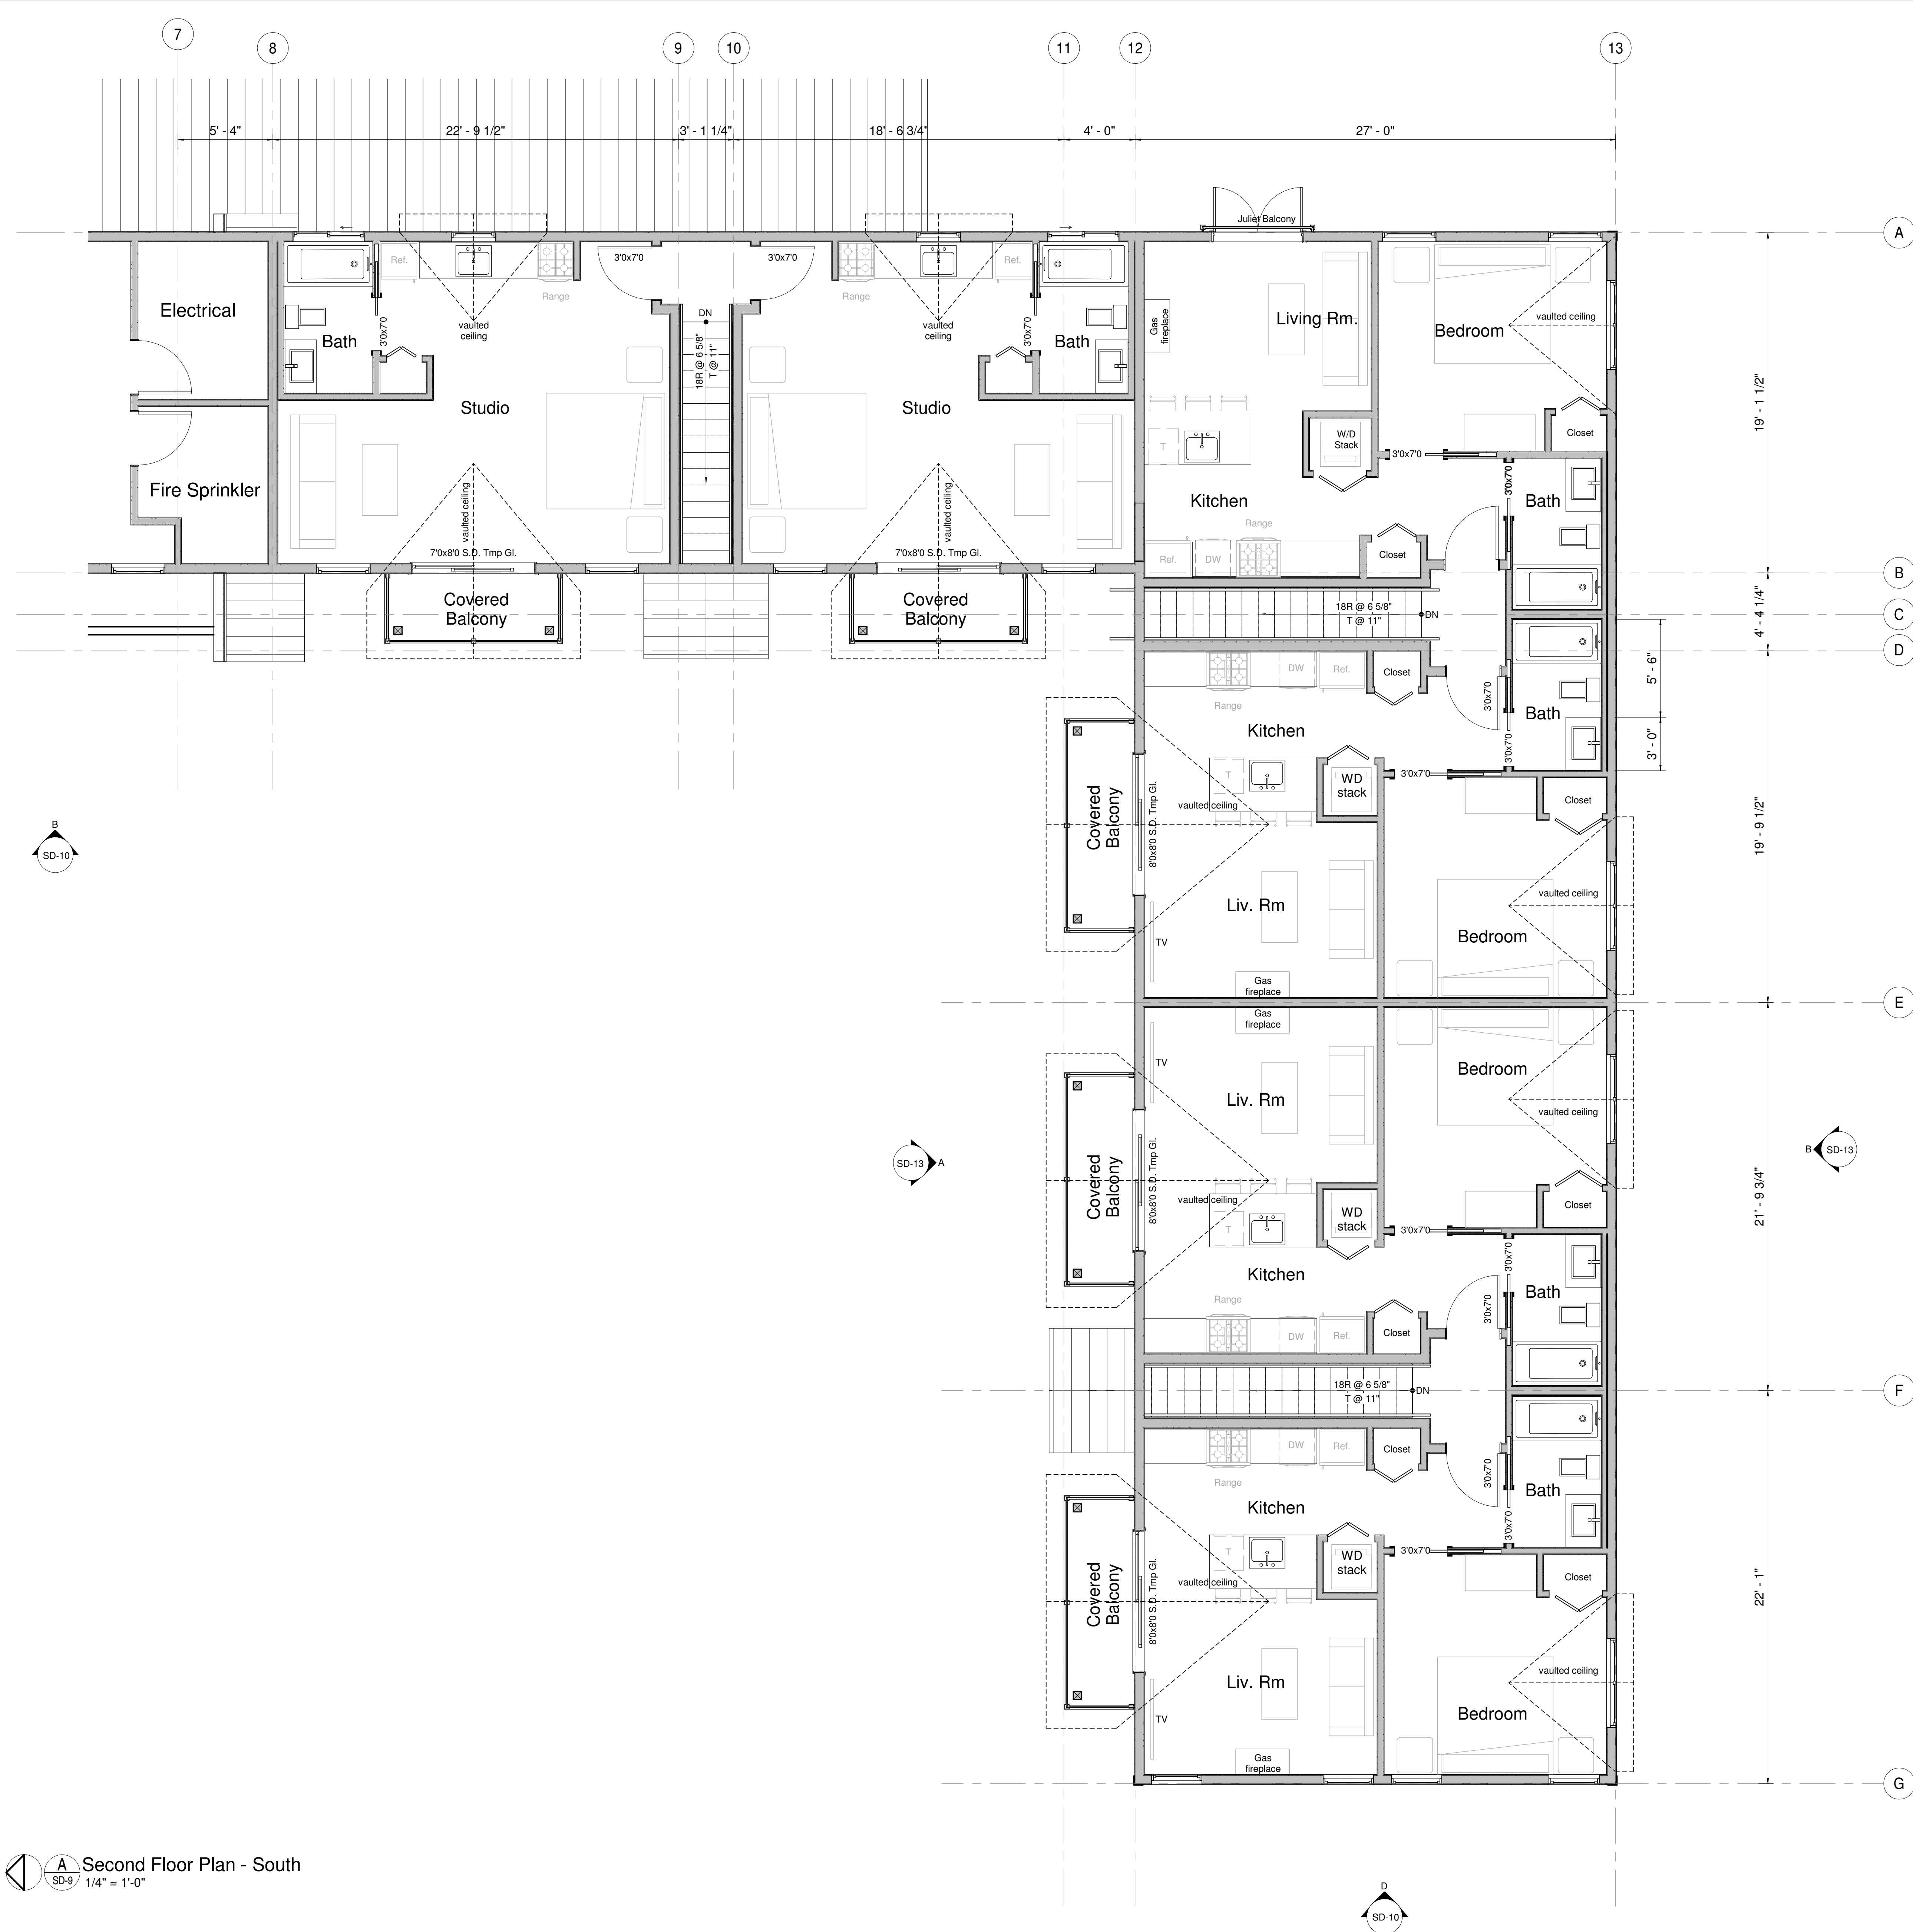 7
8
9
10
11
12
13
5' - 4"
22' - 9 1/2"
3' - 1 1/4"
18' - 6 3/4"
4' - 0"
27' - 0"
Juliet Balcony
A
Electrical
Bath
3'0x7'0
Ref.
Range
vaulted
ceiling
3'0x7'0
DN
18R @ 6 5/8"
T @ 11"
3'0x7'0
Range
vaulted
ceiling
Ref.
3'0x7'0
Bath
Gas
fireplace
Living Rm.
Bedroom
vaulted ceiling
19' - 1 1/2"
Studio
Studio
W/D
Stack
Closet
T
3'0x7'0
3'0x7'0
Fire Sprinkler
vaulted ceiling
vaulted ceiling
Kitchen
Bath
Range
7'0x8'0 S.D. Tmp Gl.
7'0x8'0 S.D. Tmp Gl.
Ref.
DW
Closet
B
Covered
Balcony
Covered
Balcony
18R @ 6 5/8"
T @ 11"
DN
4' - 4 1/4"
C
D
Range
DW
Ref.
Closet
3'0x7'0
5' - 6"
Kitchen
Bath
3'0x7'0
3' - 0"
Covered
Balcony
8'0x8'0 S.D. Tmp Gl.
T
vaulted ceiling
WD
stack
3'0x7'0
Closet
19' - 9 1/2"
B
SD-10
Liv. Rm
vaulted ceiling
Bedroom
TV
Gas
fireplace
E
Gas
fireplace
TV
Liv. Rm
Bedroom
vaulted ceiling
SD-13
A
B
SD-13
Covered
Balcony
8'0x8'0 S.D. Tmp Gl.
vaulted ceiling
T
WD
stack
Closet
21' - 9 3/4"
3'0x7'0
3'0x7'0
Kitchen
Range
3'0x7'0
Bath
DW
Ref.
Closet
18R @ 6 5/8"
T @ 11"
DN
F
DW
Ref.
Closet
Range
3'0x7'0
Bath
Kitchen
3'0x7'0
Covered
Balcony
8'0x8'0 S.D. Tmp Gl.
T
vaulted ceiling
WD
stack
3'0x7'0
Closet
22' - 1"
Liv. Rm
vaulted ceiling
Bedroom
TV
Gas
fireplace
G
A
SD-9
Second Floor Plan - South
1/4" = 1'-0"
D
SD-10